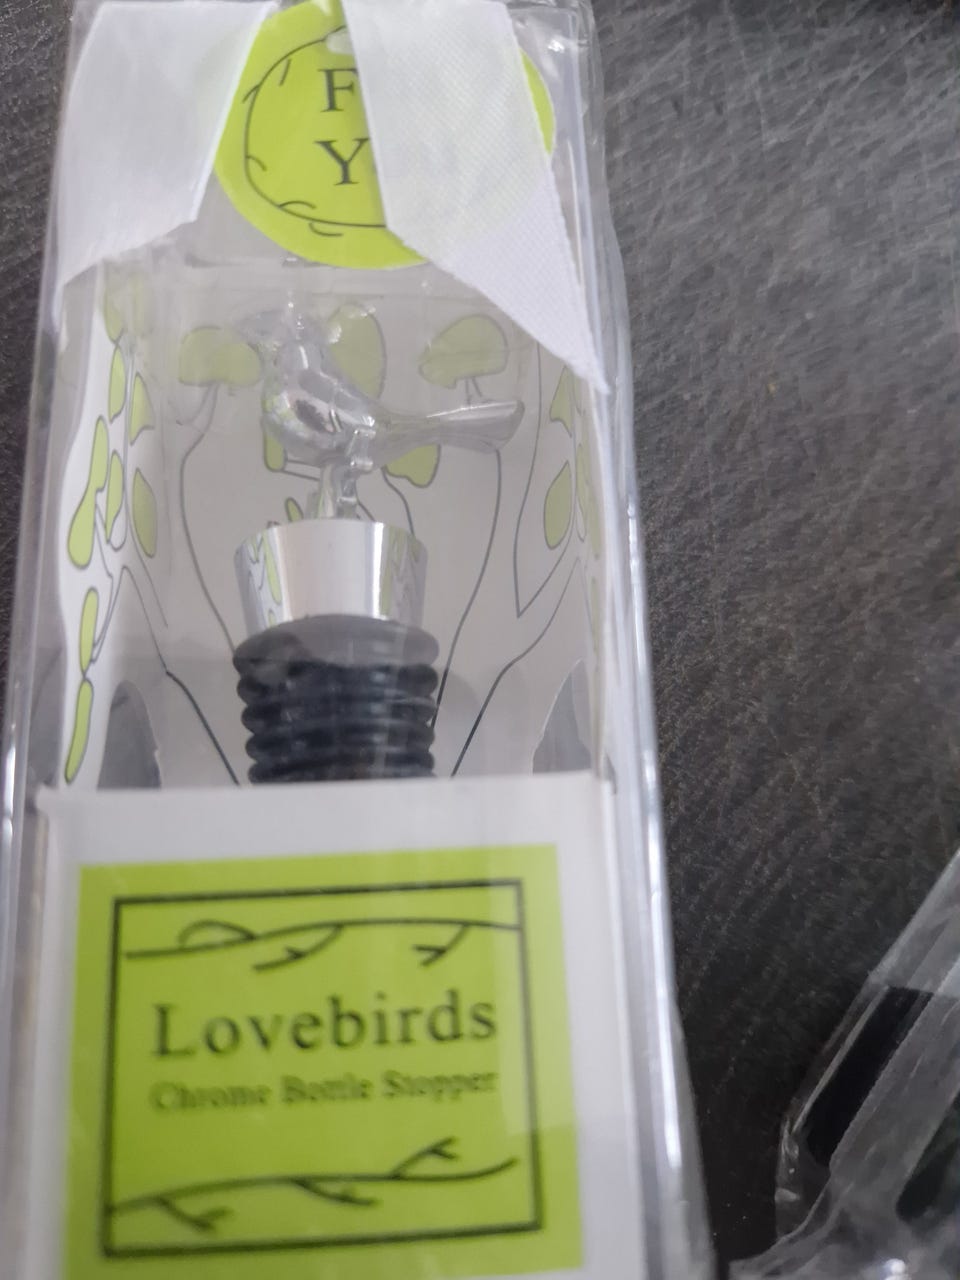 F
Y
Lovebirds
Chrome Bottle Stopper